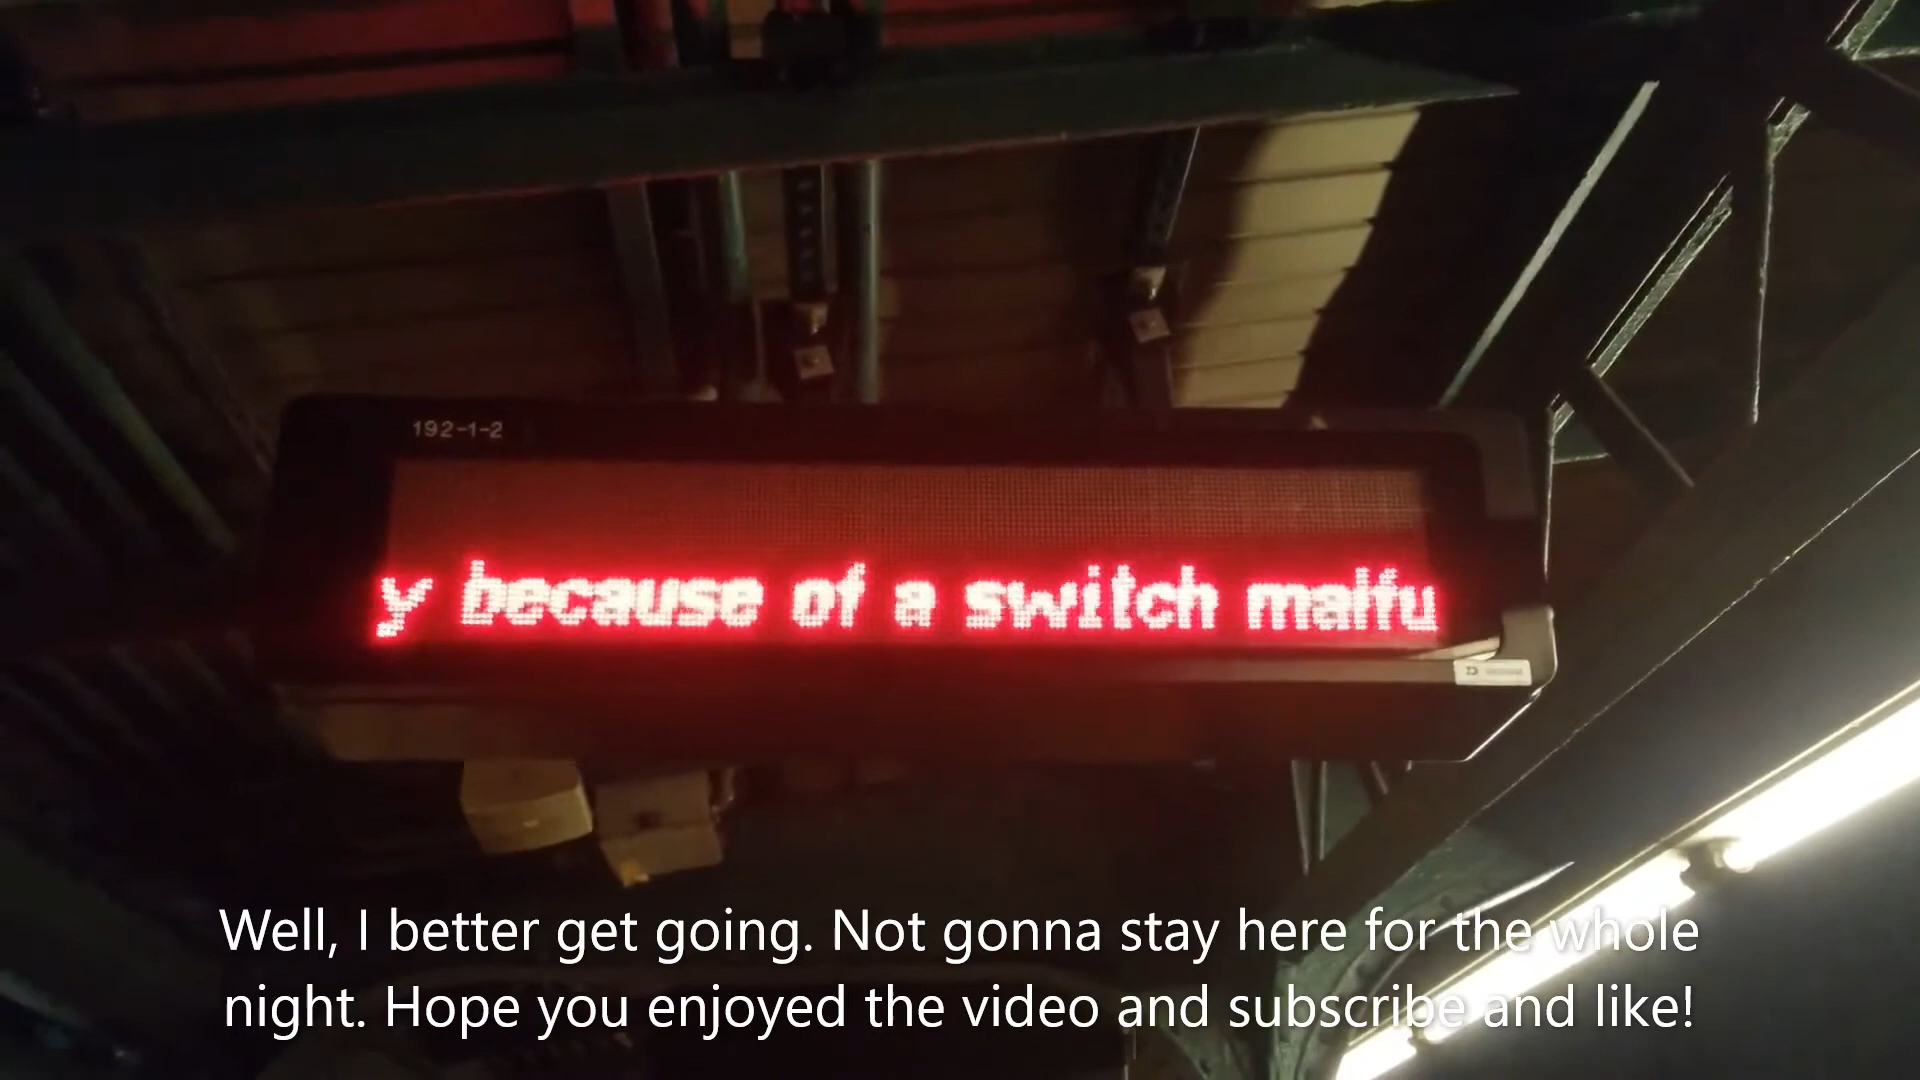 192-1-2
y because of a switch malfu
Well, I better get going. Not gonna stay here for the whole
night. Hope you enjoyed the video and subscribe and like!